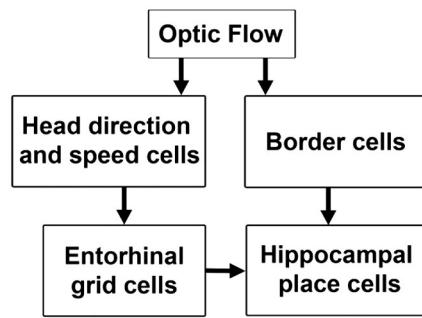 Optic Flow
Head direction
and speed cells
Border cells
Entorhinal
grid cells
Hippocampal
place cells